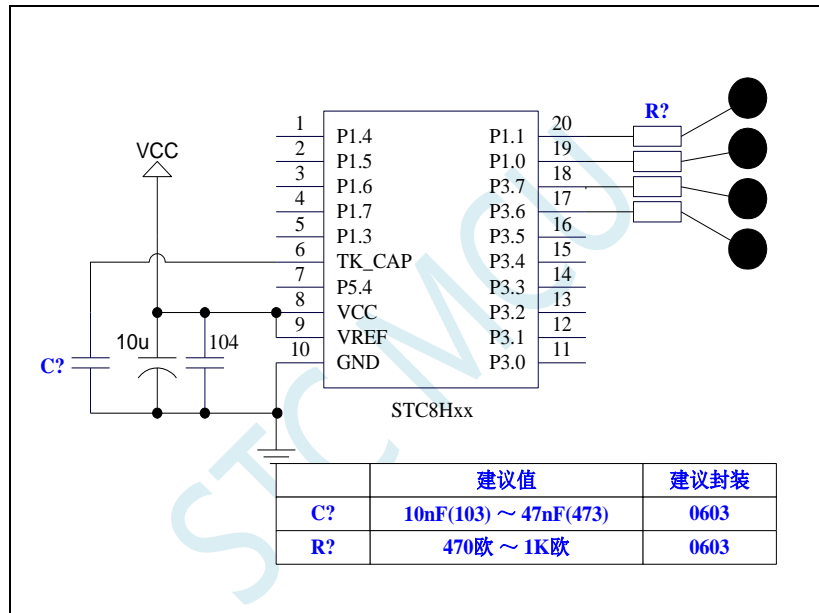 VCC
10u
104
C?
1 P1.4
2 P1.5
3 P1.6
4 P1.7
5 P1.3
6 TK_CAP
7 P5.4
8 VCC
9 VREF
10 GND
P1.1 20
P1.0 19
P3.7 18
P3.6 17
P3.5 16
P3.4 15
P3.3 14
P3.2 13
P3.1 12
P3.0 11
R?
STC8Hxx
STC MCU
建议值 建议封装
C? 10nF(103) ～ 47nF(473) 0603
R? 470欧 ～ 1K欧 0603